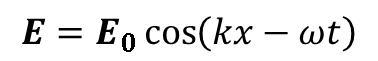 E = E₀ cos(kx − ωt)